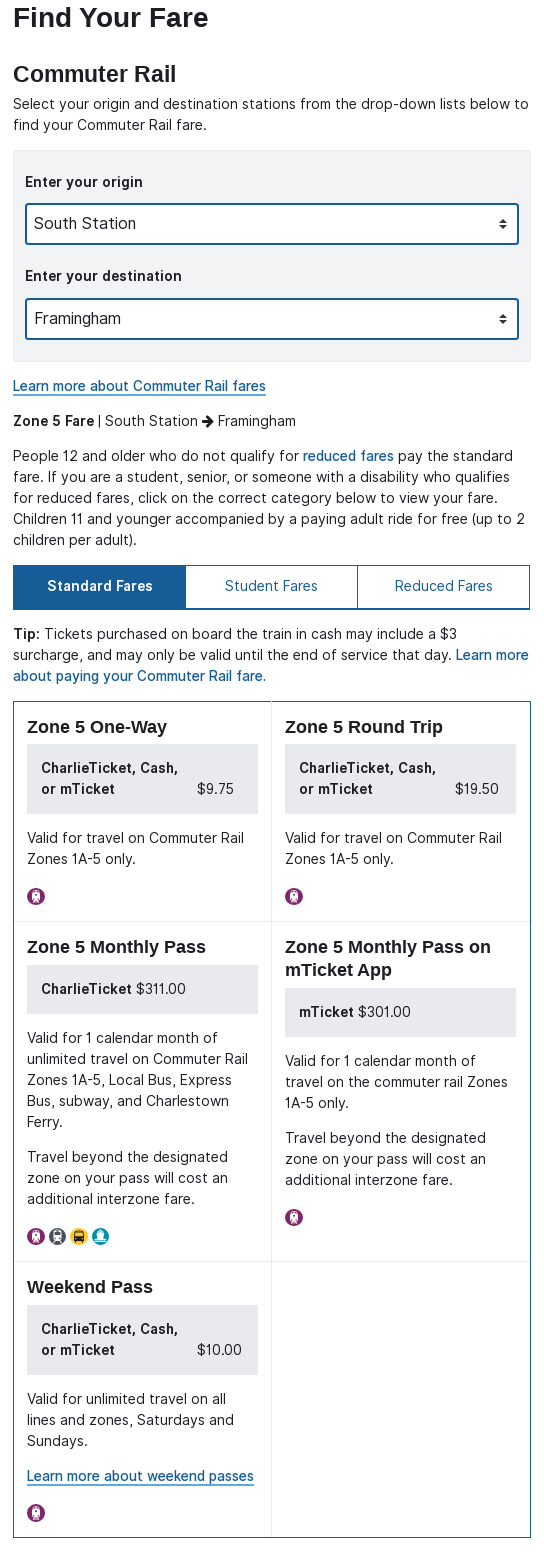 Find Your Fare
Commuter Rail
Select your origin and destination stations from the drop-down lists below to
find your Commuter Rail fare.
Enter your origin
South Station
Enter your destination
Framingham
Learn more about Commuter Rail fares
Zone 5 Fare | South Station → Framingham
People 12 and older who do not qualify for reduced fares pay the standard
fare. If you are a student, senior, or someone with a disability who qualifies
for reduced fares, click on the correct category below to view your fare.
Children 11 and younger accompanied by a paying adult ride for free (up to 2
children per adult).
Standard Fares
Student Fares
Reduced Fares
Tip: Tickets purchased on board the train in cash may include a $3
surcharge, and may only be valid until the end of service that day. Learn more
about paying your Commuter Rail fare.
Zone 5 One-Way
CharlieTicket, Cash,
or mTicket $9.75
Valid for travel on Commuter Rail
Zones 1A-5 only.
Zone 5 Round Trip
CharlieTicket, Cash,
or mTicket $19.50
Valid for travel on Commuter Rail
Zones 1A-5 only.
Zone 5 Monthly Pass
CharlieTicket $311.00
Valid for 1 calendar month of
unlimited travel on Commuter Rail
Zones 1A-5, Local Bus, Express
Bus, subway, and Charlestown
Ferry.
Travel beyond the designated
zone on your pass will cost an
additional interzone fare.
Zone 5 Monthly Pass on
mTicket App
mTicket $301.00
Valid for 1 calendar month of
travel on the commuter rail Zones
1A-5 only.
Travel beyond the designated
zone on your pass will cost an
additional interzone fare.
Weekend Pass
CharlieTicket, Cash,
or mTicket $10.00
Valid for unlimited travel on all
lines and zones, Saturdays and
Sundays.
Learn more about weekend passes